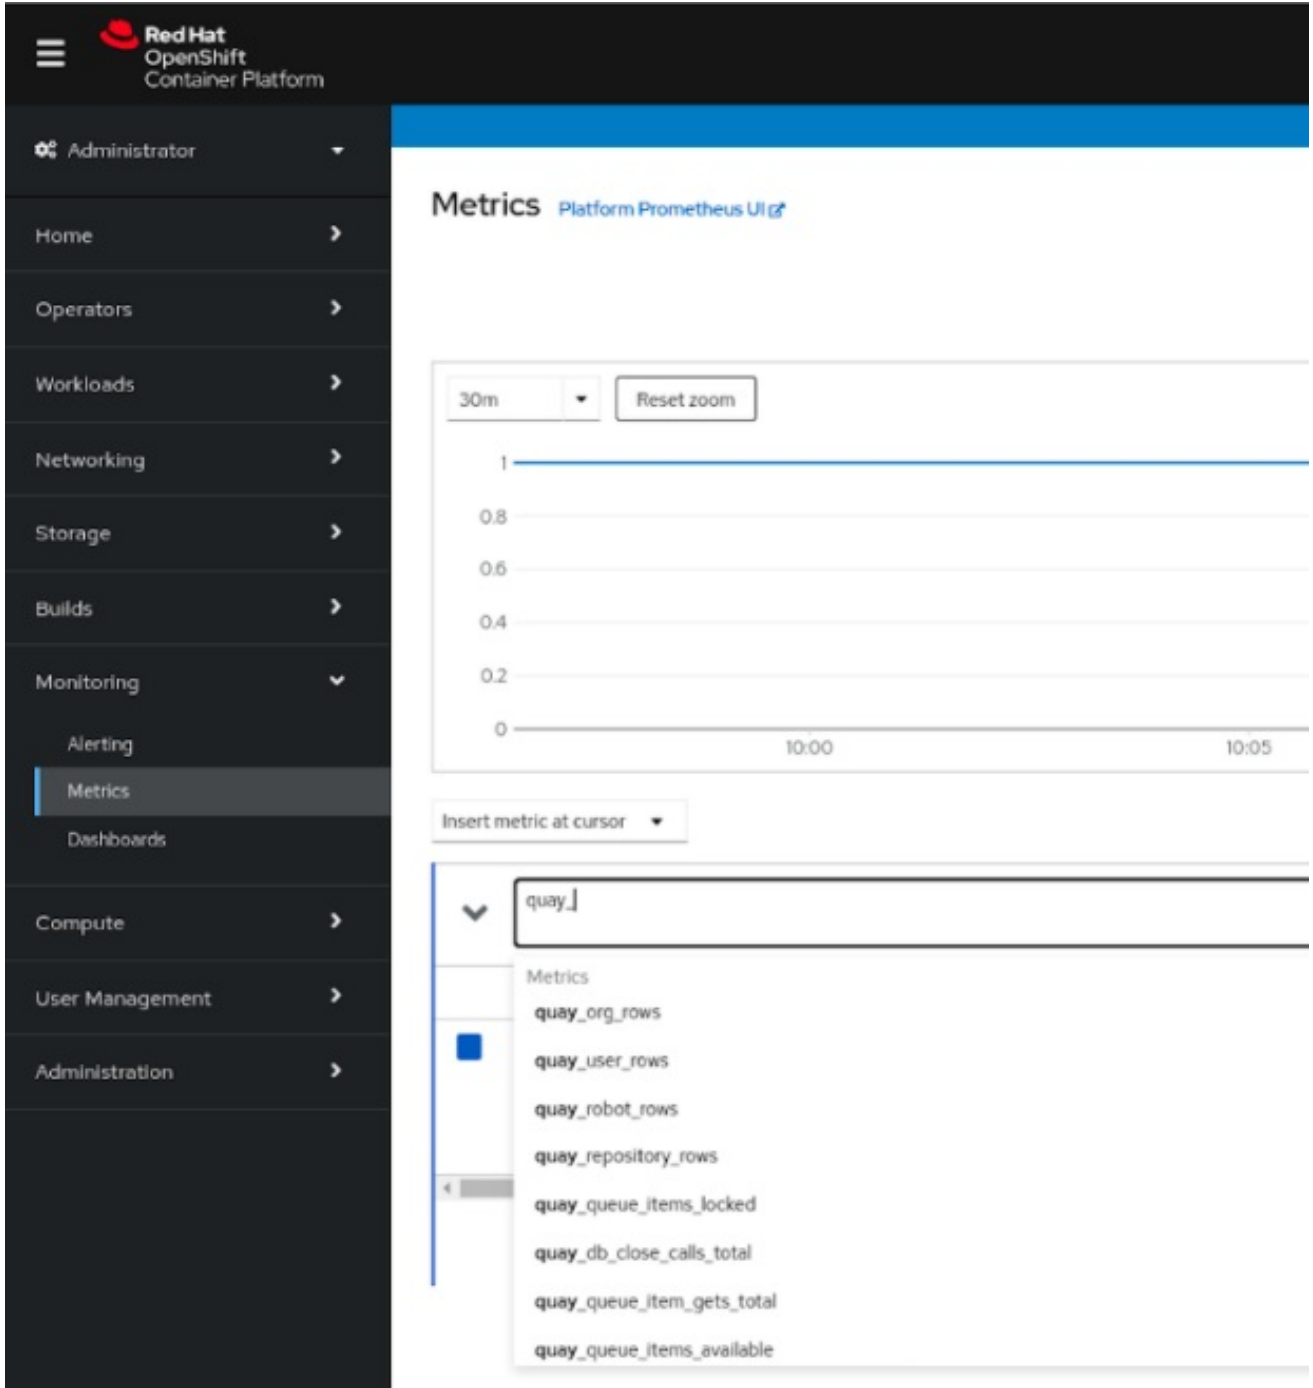 Red Hat
OpenShift
Container Platform
Administrator
Home
Operators
Workloads
Networking
Storage
Builds
Monitoring
Alerting
Metrics
Dashboards
Compute
User Management
Administration
Metrics Platform Prometheus UI
30m Reset zoom
1
0.8
0.6
0.4
0.2
0
10:00 10:05
Insert metric at cursor
quay_
Metrics
quay_org_rows
quay_user_rows
quay_robot_rows
quay_repository_rows
quay_queue_items_locked
quay_db_close_calls_total
quay_queue_item_gets_total
quay_queue_items_available